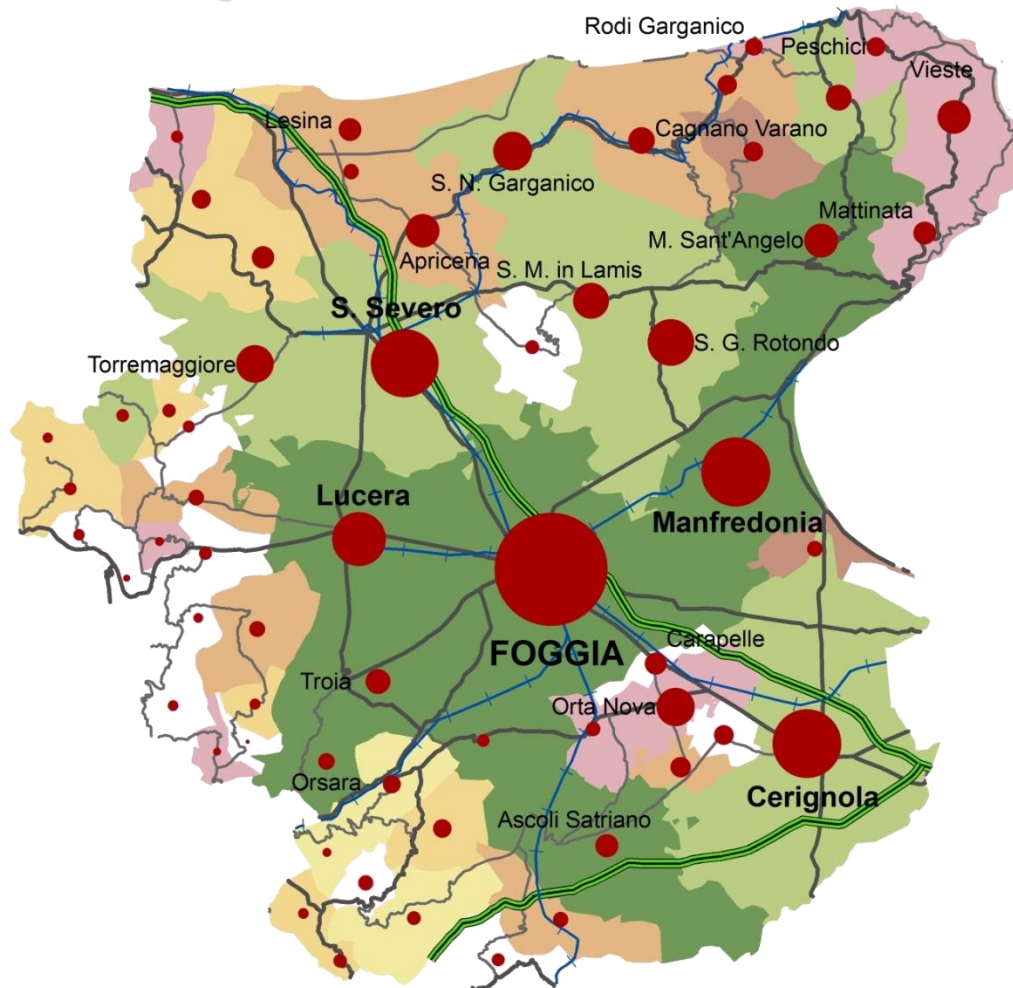 Rodi Garganico
Peschici
Vieste
Lesina
Cagnano Varano
S. N. Garganico
Mattinata
M. Sant'Angelo
Apricena
S. M. in Lamis
S. Severo
S. G. Rotondo
Torremaggiore
Lucera
Manfredonia
FOGGIA
Carapelle
Troia
Orta Nova
Orsara
Cerignola
Ascoli Satriano